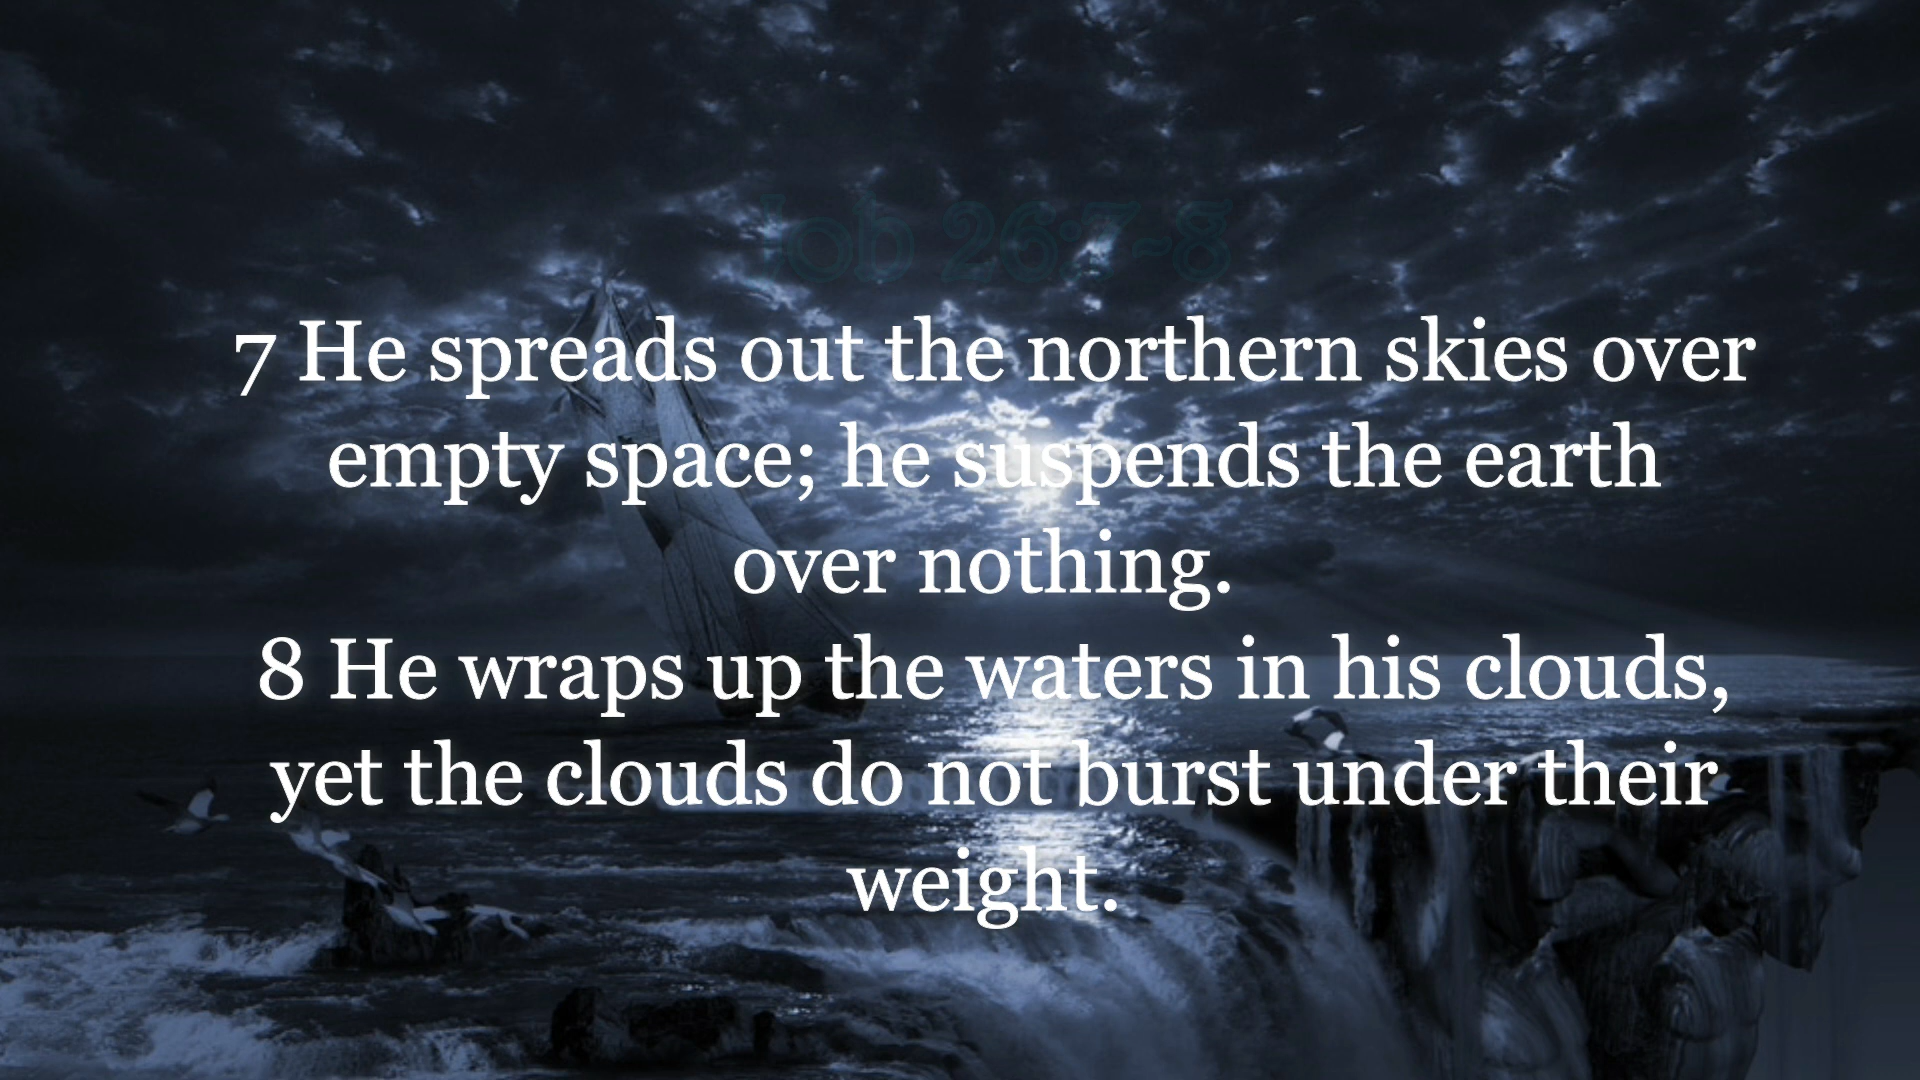 Job 26:7-8
7 He spreads out the northern skies over
empty space; he suspends the earth
over nothing.
8 He wraps up the waters in his clouds,
yet the clouds do not burst under their
weight.